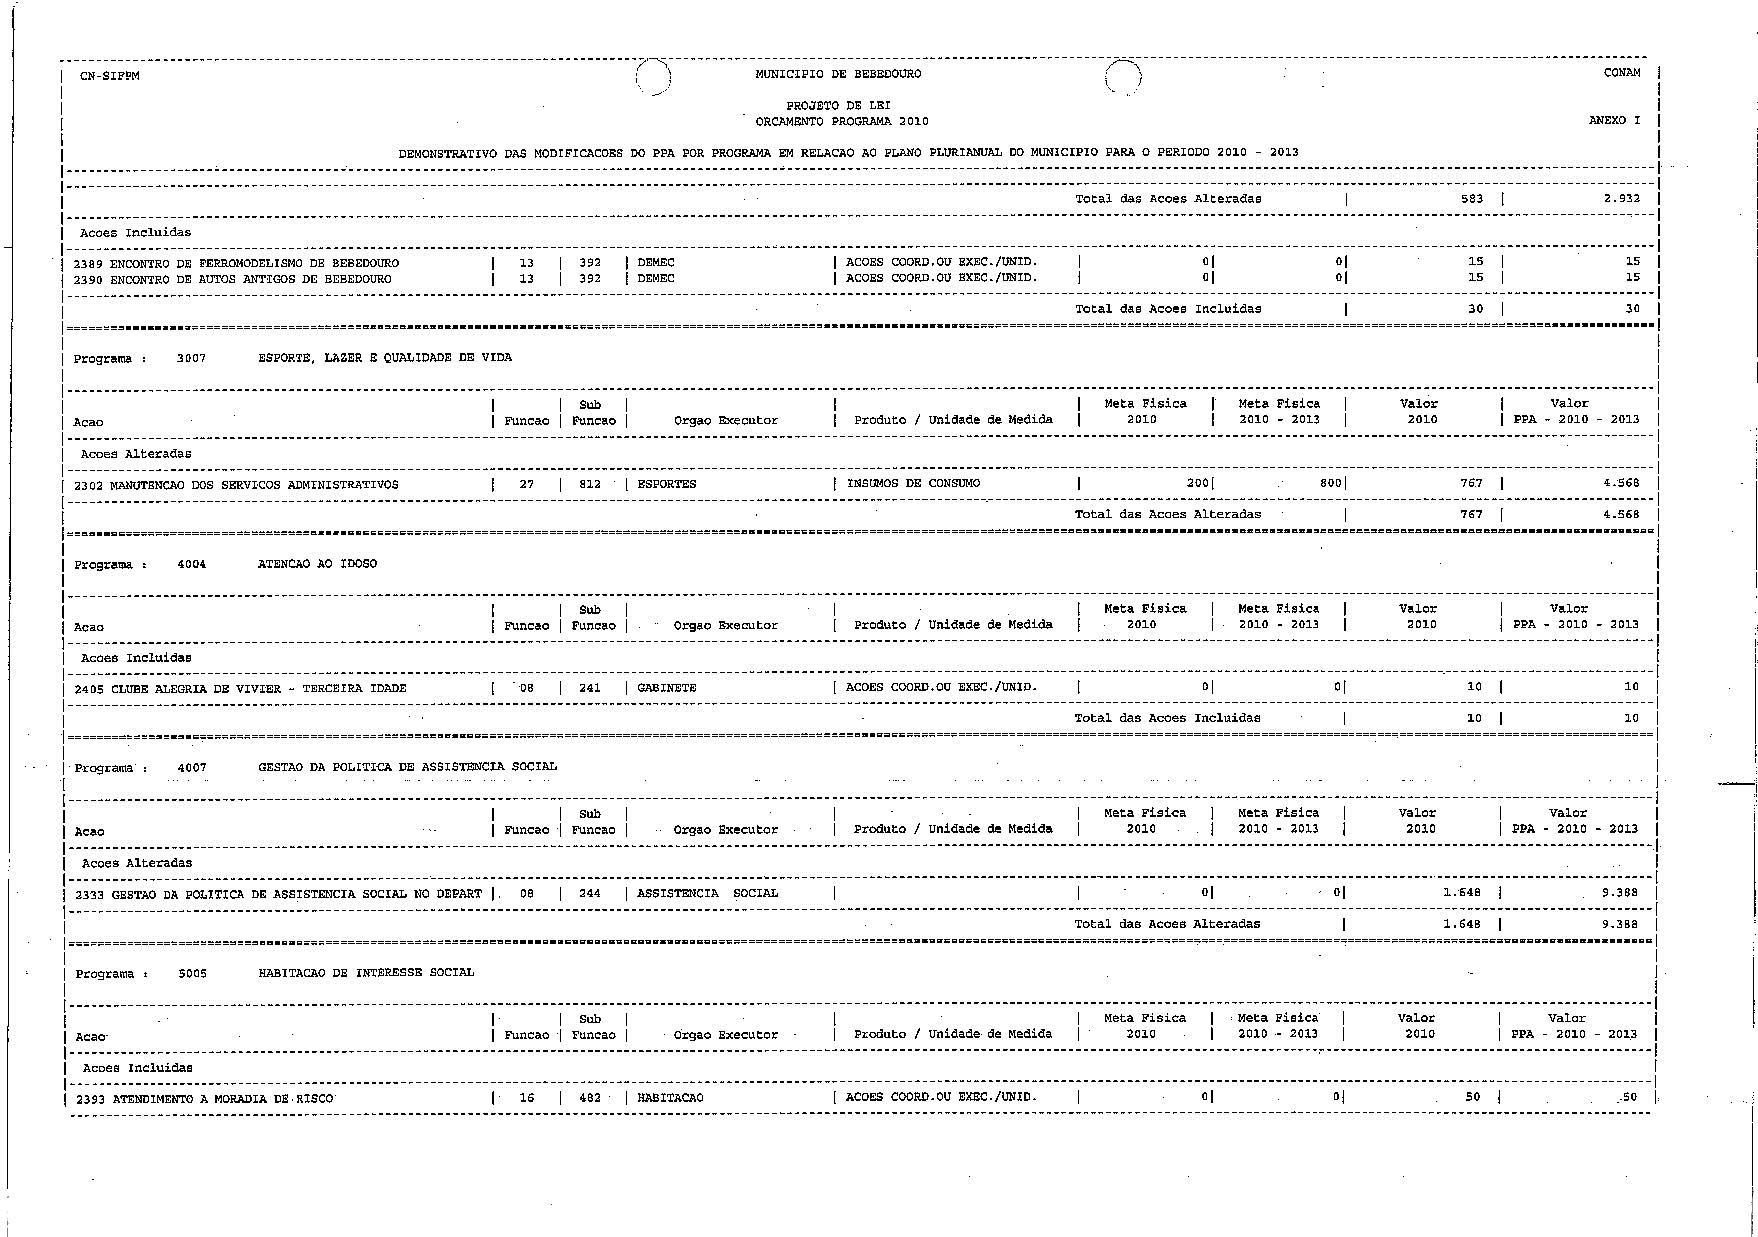 CN-SIFPM MUNICIPIO DE BEBEDOURO CONAM
PROJETO DE LEI
ORCAMENTO PROGRAMA 2010 ANEXO I
DEMONSTRATIVO DAS MODIFICACOES DO PPA POR PROGRAMA EM RELACAO AO PLANO PLURIANUAL DO MUNICIPIO PARA O PERIODO 2010 - 2013
Total das Acoes Alteradas | 583 | 2.932
Acoes Incluidas
2389 ENCONTRO DE FERROMODELISMO DE BEBEDOURO | 13 | 392 | DEMEC | ACOES COORD.OU EXEC./UNID. | 0| 0| 15 | 15
2390 ENCONTRO DE AUTOS ANTIGOS DE BEBEDOURO | 13 | 392 | DEMEC | ACOES COORD.OU EXEC./UNID. | 0| 0| 15 | 15
Total das Acoes Incluidas | 30 | 30
Programa : 3007 ESPORTE, LAZER E QUALIDADE DE VIDA
| | Sub | | | Meta Fisica | Meta Fisica | Valor | Valor
Acao | Funcao | Funcao | Orgao Executor | Produto / Unidade de Medida | 2010 | 2010 - 2013 | 2010 | PPA - 2010 - 2013
Acoes Alteradas
2302 MANUTENCAO DOS SERVICOS ADMINISTRATIVOS | 27 | 812 | ESPORTES | INSUMOS DE CONSUMO | 200| 800| 767 | 4.568
Total das Acoes Alteradas | 767 | 4.568
Programa : 4004 ATENCAO AO IDOSO
| | Sub | | | Meta Fisica | Meta Fisica | Valor | Valor
Acao | Funcao | Funcao | Orgao Executor | Produto / Unidade de Medida | 2010 | 2010 - 2013 | 2010 | PPA - 2010 - 2013
Acoes Incluidas
2405 CLUBE ALEGRIA DE VIVIER - TERCEIRA IDADE | 08 | 241 | GABINETE | ACOES COORD.OU EXEC./UNID. | 0| 0| 10 | 10
Total das Acoes Incluidas | 10 | 10
Programa : 4007 GESTAO DA POLITICA DE ASSISTENCIA SOCIAL
| | Sub | | | Meta Fisica | Meta Fisica | Valor | Valor
Acao | Funcao | Funcao | Orgao Executor | Produto / Unidade de Medida | 2010 | 2010 - 2013 | 2010 | PPA - 2010 - 2013
Acoes Alteradas
2333 GESTAO DA POLITICA DE ASSISTENCIA SOCIAL NO DEPART | 08 | 244 | ASSISTENCIA SOCIAL | | 0| 0| 1.648 | 9.388
Total das Acoes Alteradas | 1.648 | 9.388
Programa : 5005 HABITACAO DE INTERESSE SOCIAL
| | Sub | | | Meta Fisica | Meta Fisica | Valor | Valor
Acao | Funcao | Funcao | Orgao Executor | Produto / Unidade de Medida | 2010 | 2010 - 2013 | 2010 | PPA - 2010 - 2013
Acoes Incluidas
2393 ATENDIMENTO A MORADIA DE RISCO | 16 | 482 | HABITACAO | ACOES COORD.OU EXEC./UNID. | 0| 0| 50 | 50